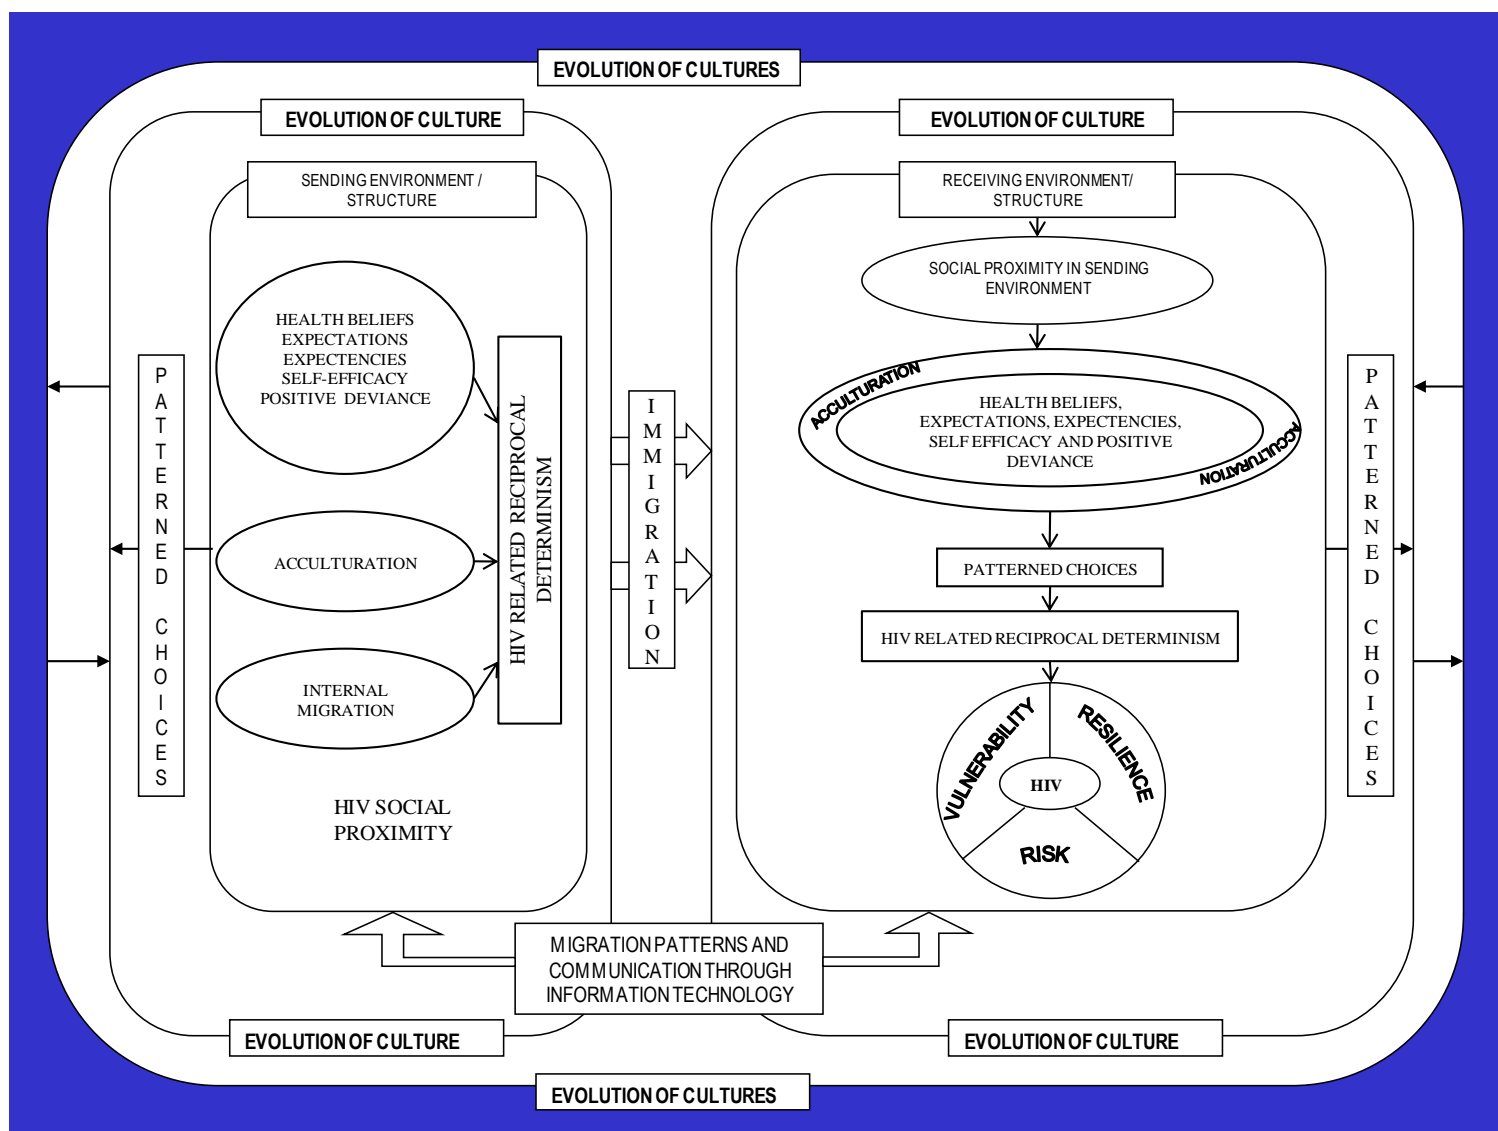 EVOLUTION OF CULTURES
EVOLUTION OF CULTURE
SENDING ENVIRONMENT /
STRUCTURE
HEALTH BELIEFS
EXPECTATIONS
EXPECTENCIES
SELF-EFFICACY
POSITIVE DEVIANCE
ACCULTURATION
INTERNAL
MIGRATION
HIV RELATED RECIPROCAL
DETERMINISM
HIV SOCIAL
PROXIMITY
PATTERNED CHOICES
IMMIGRATION
EVOLUTION OF CULTURE
RECEIVING ENVIRONMENT/
STRUCTURE
SOCIAL PROXIMITY IN SENDING
ENVIRONMENT
ACCULTURATION
HEALTH BELIEFS,
EXPECTATIONS, EXPECTENCIES,
SELF EFFICACY AND POSITIVE
DEVIANCE
ACCULTURATION
PATTERNED CHOICES
HIV RELATED RECIPROCAL DETERMINISM
VULNERABILITY
RESILIENCE
HIV
RISK
PATTERNED CHOICES
MIGRATION PATTERNS AND
COMMUNICATION THROUGH
INFORMATION TECHNOLOGY
EVOLUTION OF CULTURE
EVOLUTION OF CULTURE
EVOLUTION OF CULTURES